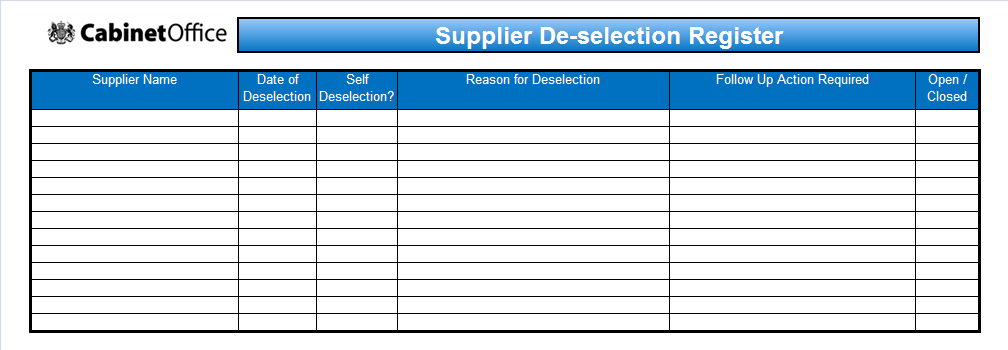 CabinetOffice
Supplier De-selection Register
Supplier Name
Date of
Deselection
Self
Deselection?
Reason for Deselection
Follow Up Action Required
Open /
Closed